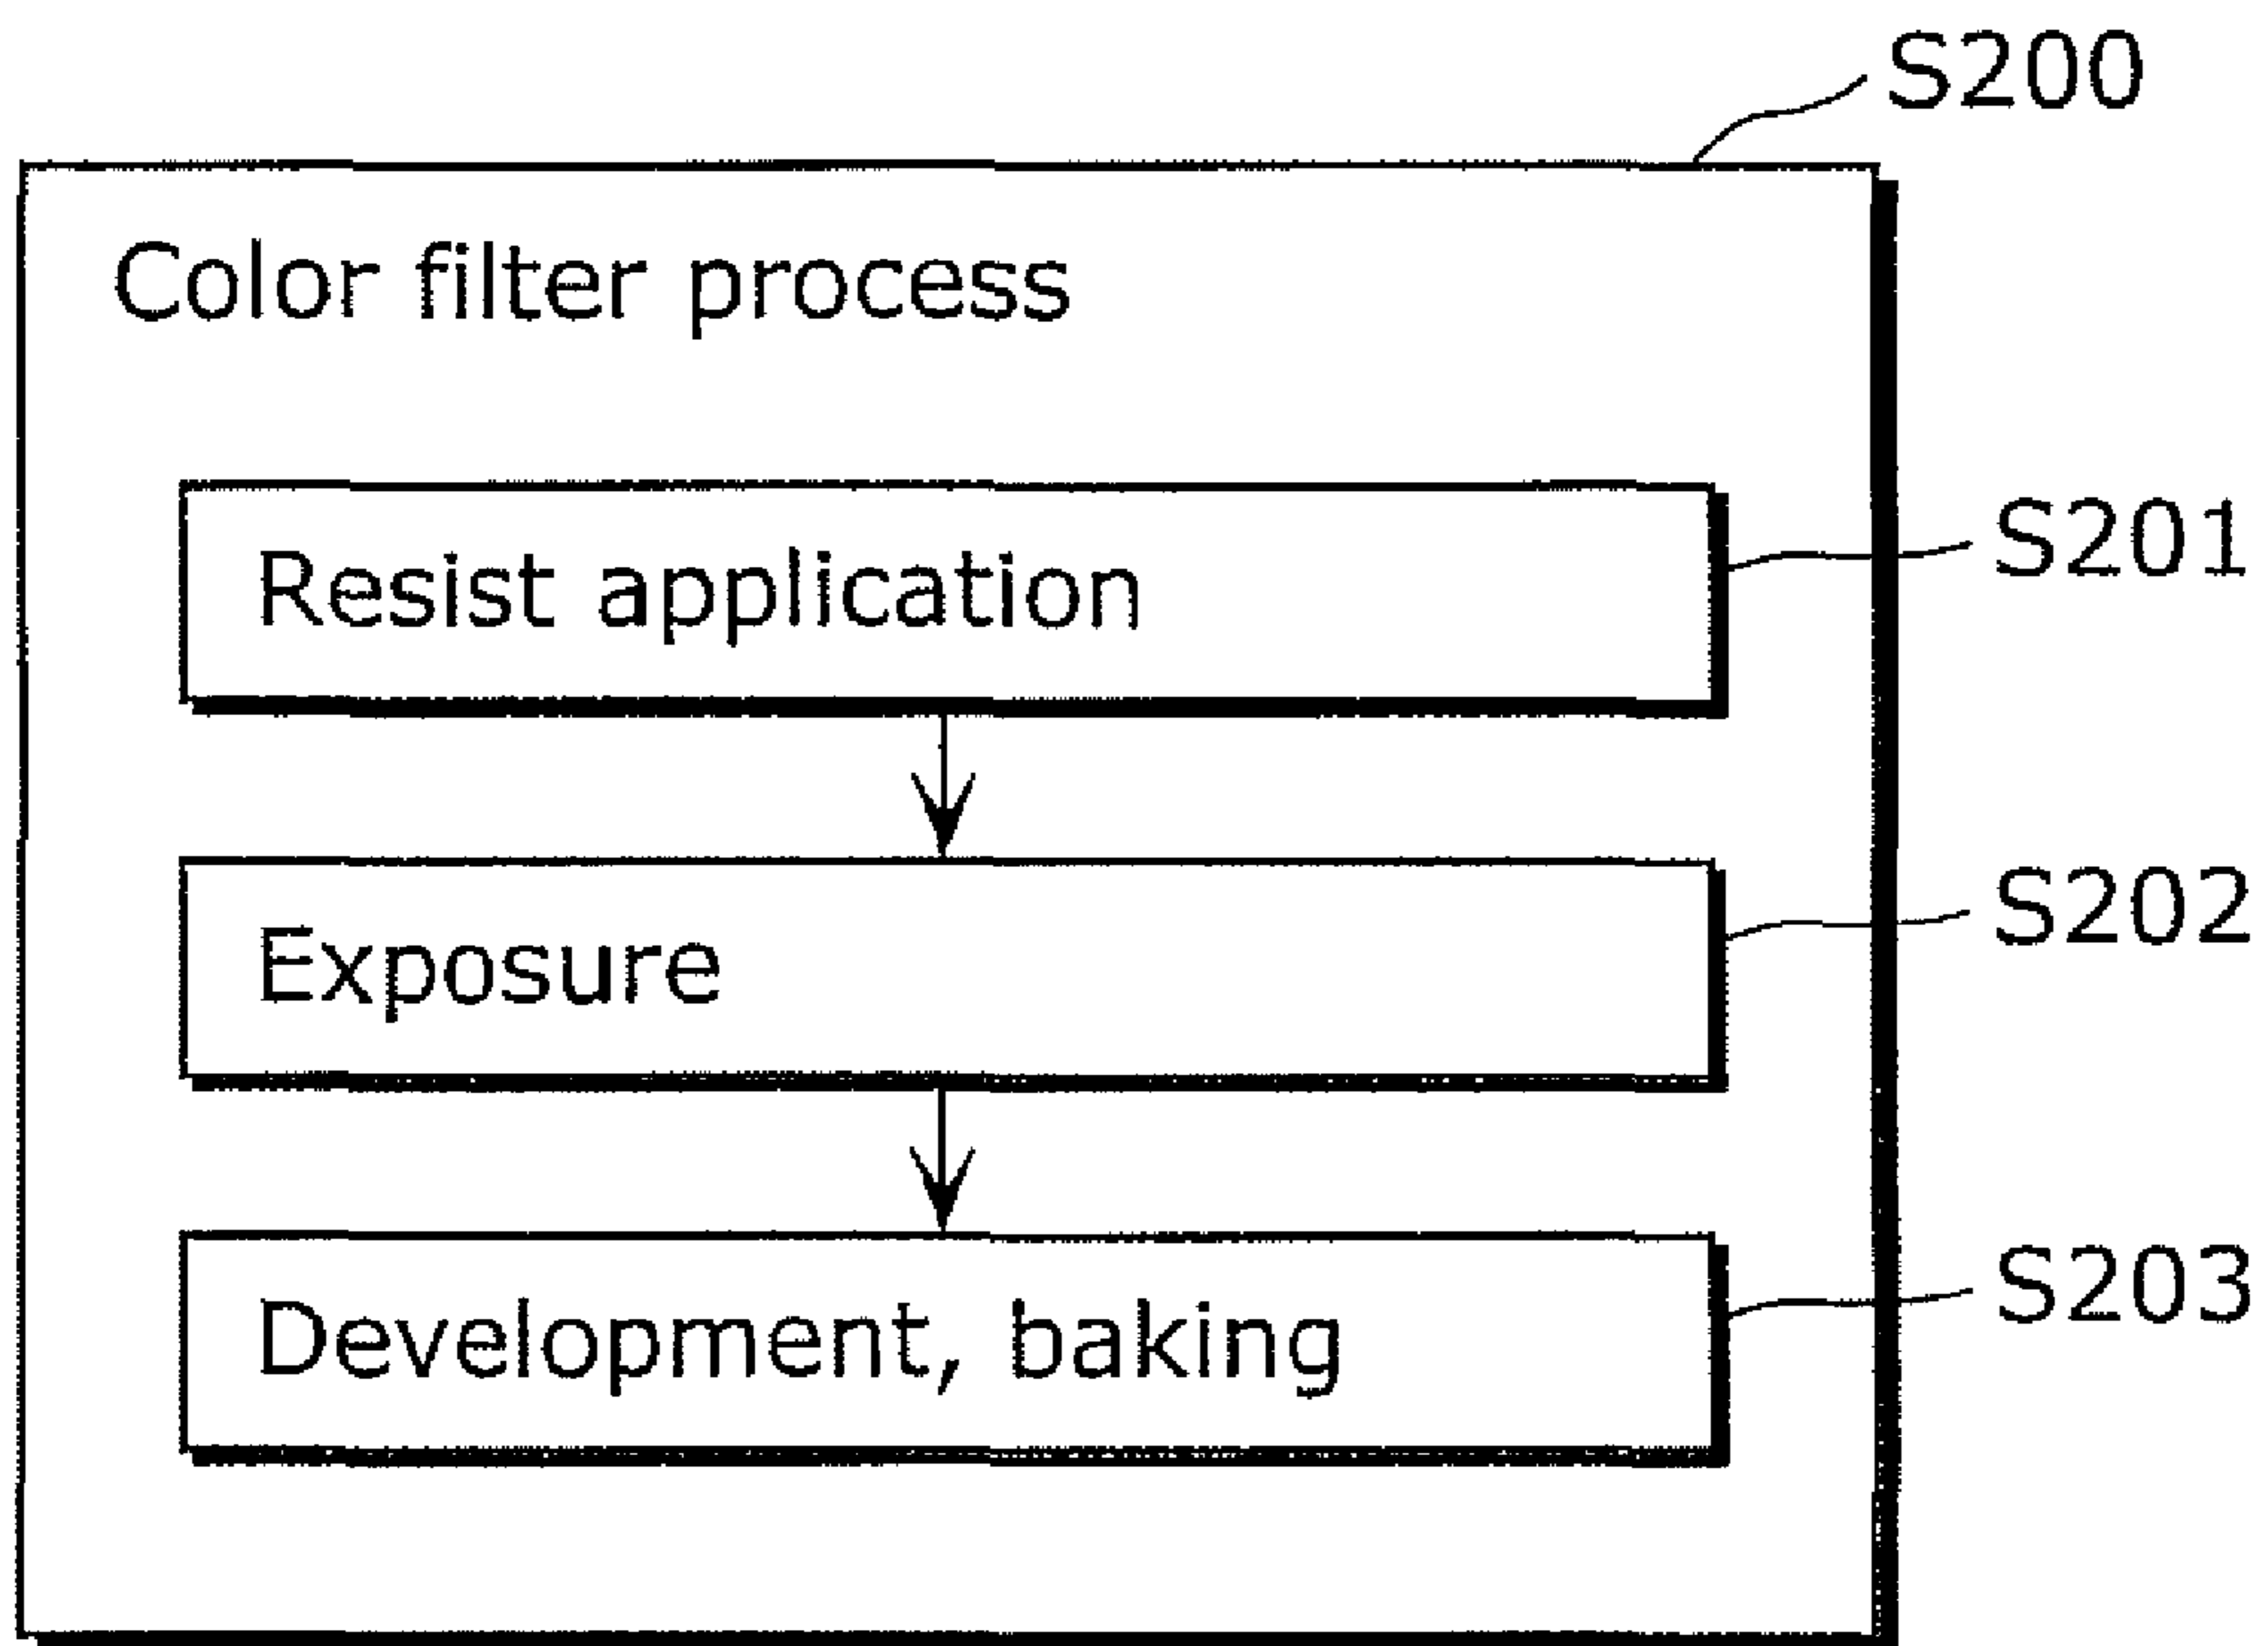 S200
Color filter process
Resist application
S201
Exposure
S202
Development, baking
S203